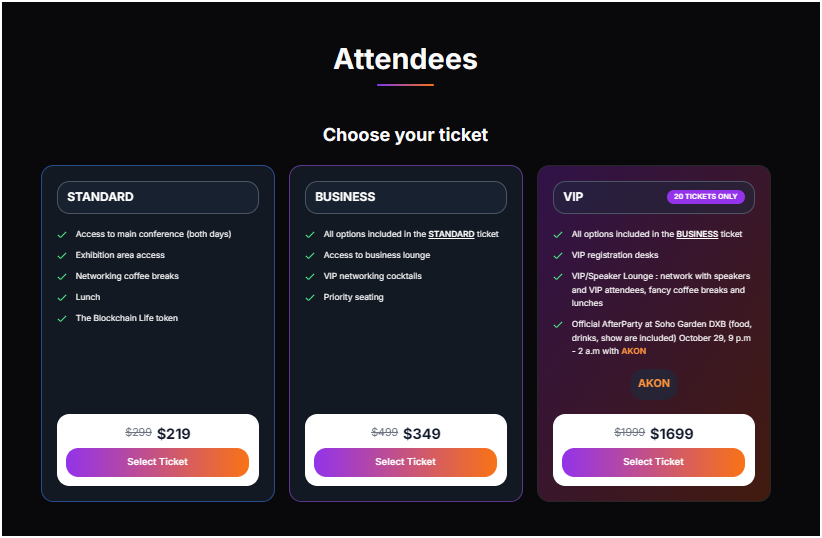 Attendees
Choose your ticket
STANDARD
Access to main conference (both days)
Exhibition area access
Networking coffee breaks
Lunch
The Blockchain Life token
$299 $219
Select Ticket
BUSINESS
All options included in the STANDARD ticket
Access to business lounge
VIP networking cocktails
Priority seating
$499 $349
Select Ticket
VIP
20 TICKETS ONLY
All options included in the BUSINESS ticket
VIP registration desks
VIP/Speaker Lounge : network with speakers
and VIP attendees, fancy coffee breaks and
lunches
Official AfterParty at Soho Garden DXB (food,
drinks, show are included) October 29, 9 p.m
- 2 a.m with AKON
AKON
$1999 $1699
Select Ticket